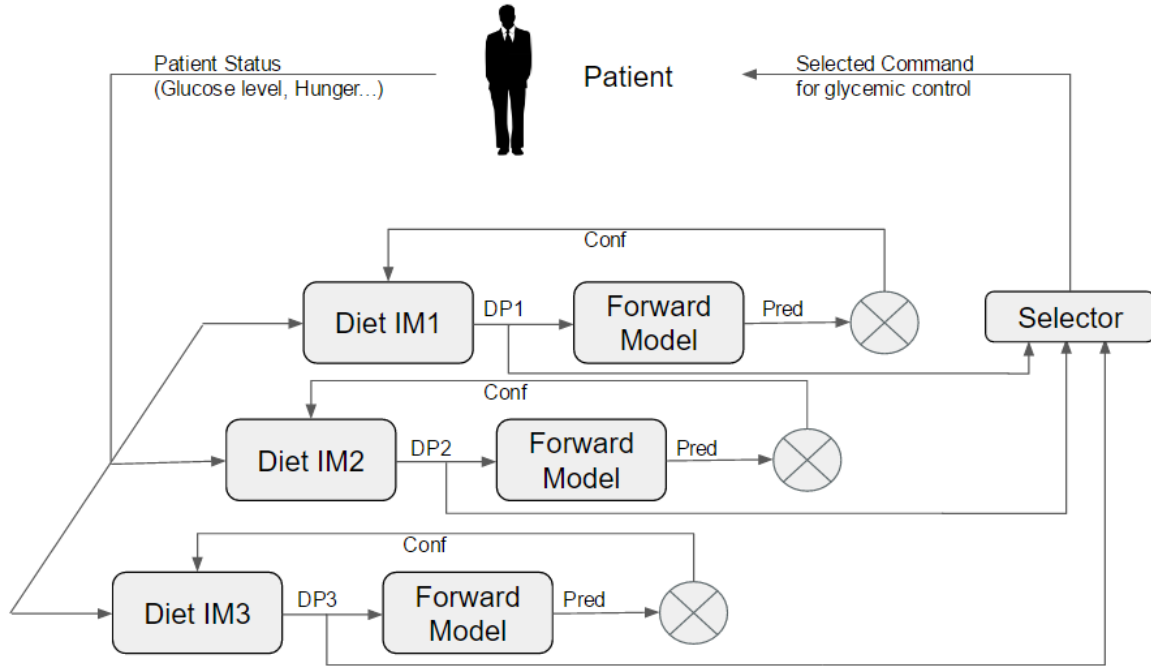 Patient Status
(Glucose level, Hunger...)
Patient
Selected Command
for glycemic control
Conf
Diet IM1
DP1
Forward
Model
Pred
Selector
Conf
Diet IM2
DP2
Forward
Model
Pred
Conf
Diet IM3
DP3
Forward
Model
Pred